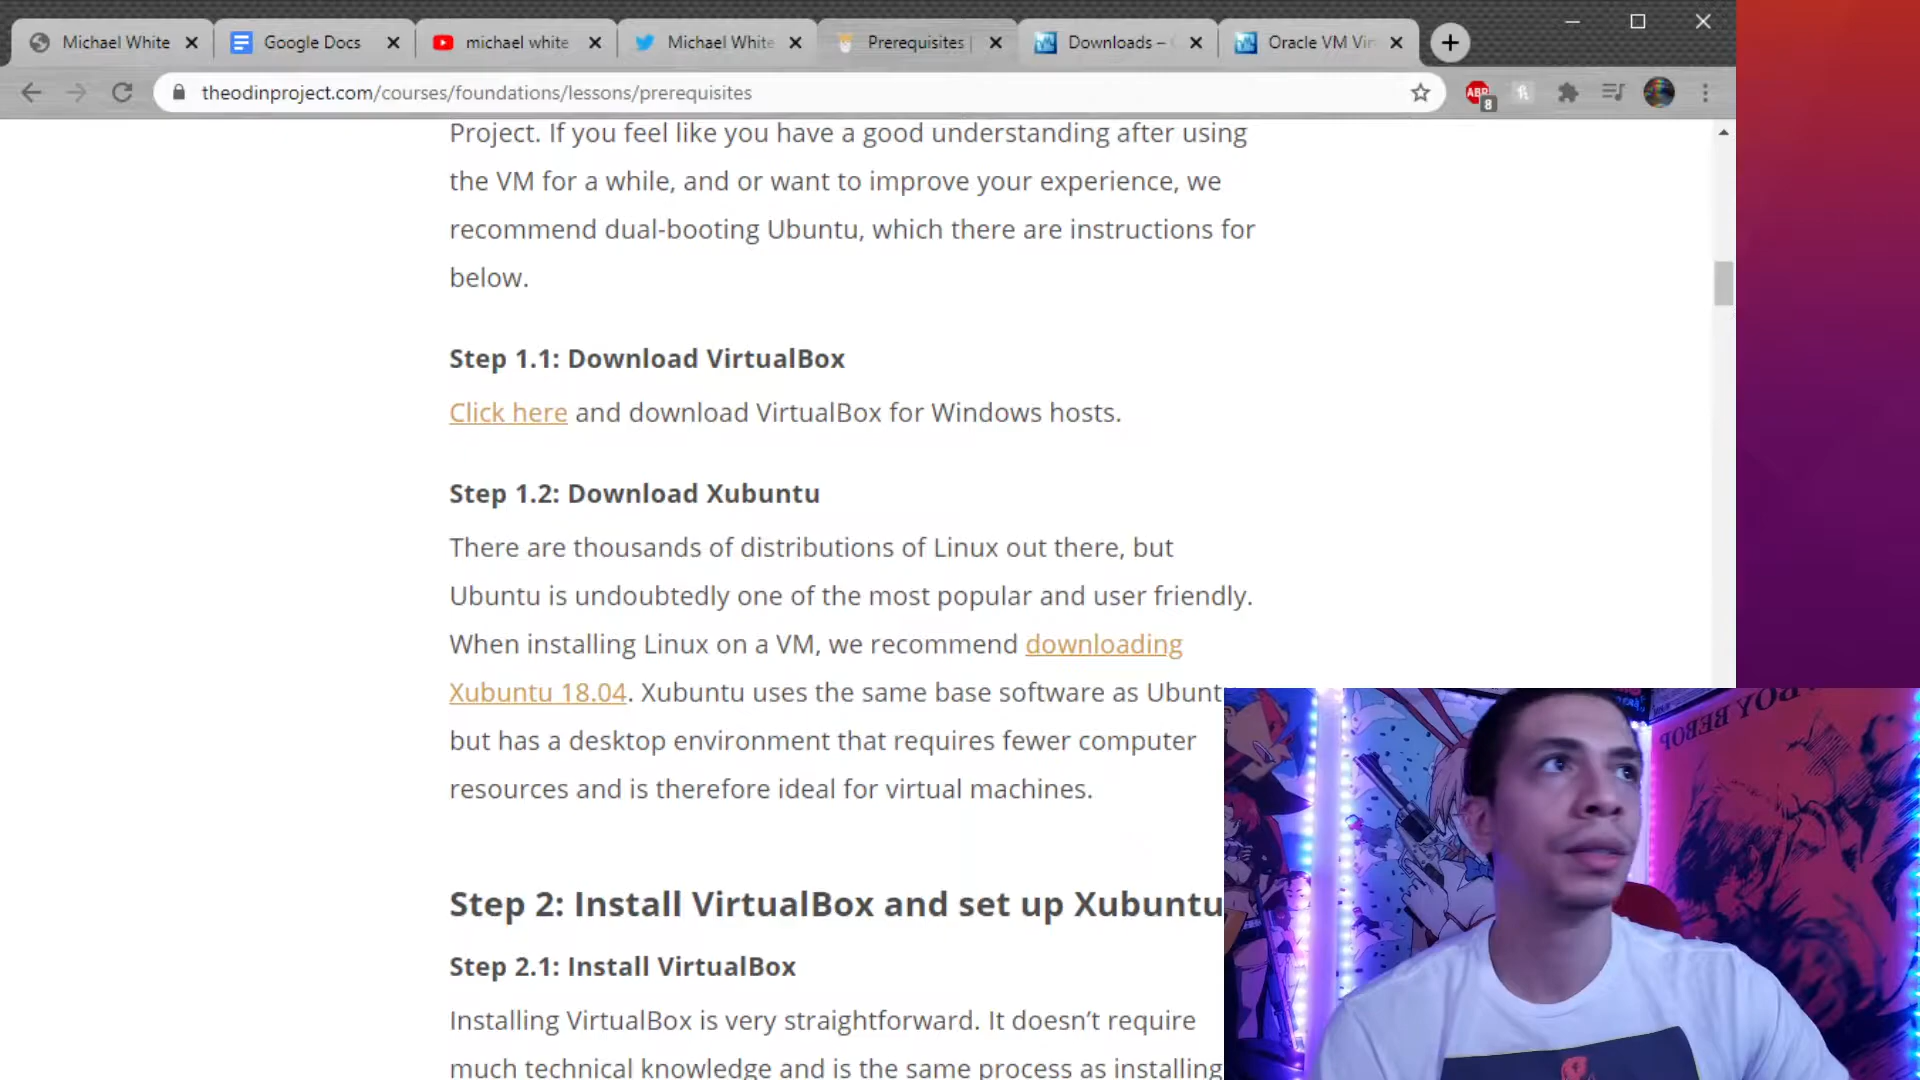 Michael White
Google Docs
michael white
Michael White
Prerequisites |
Downloads –
Oracle VM Vir
theodinproject.com/courses/foundations/lessons/prerequisites
ABP
8
Project. If you feel like you have a good understanding after using
the VM for a while, and or want to improve your experience, we
recommend dual-booting Ubuntu, which there are instructions for
below.
Step 1.1: Download VirtualBox
Click here and download VirtualBox for Windows hosts.
Step 1.2: Download Xubuntu
There are thousands of distributions of Linux out there, but
Ubuntu is undoubtedly one of the most popular and user friendly.
When installing Linux on a VM, we recommend downloading
Xubuntu 18.04. Xubuntu uses the same base software as Ubunt
but has a desktop environment that requires fewer computer
resources and is therefore ideal for virtual machines.
Step 2: Install VirtualBox and set up Xubuntu
Step 2.1: Install VirtualBox
Installing VirtualBox is very straightforward. It doesn’t require
much technical knowledge and is the same process as installing
BOY BEBOP